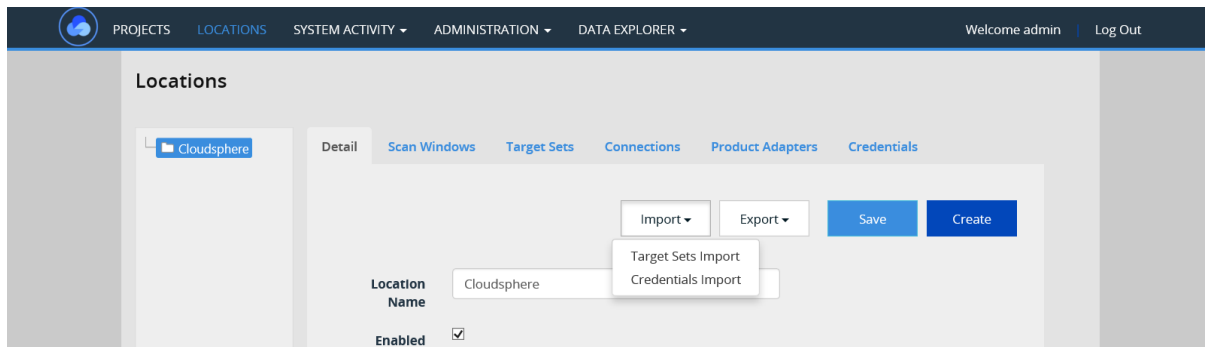 PROJECTS LOCATIONS SYSTEM ACTIVITY ADMINISTRATION DATA EXPLORER Welcome admin Log Out
Locations
Cloudsphere
Detail Scan Windows Target Sets Connections Product Adapters Credentials
Import Export Save Create
Target Sets Import
Credentials Import
Location Name
Cloudsphere
Enabled